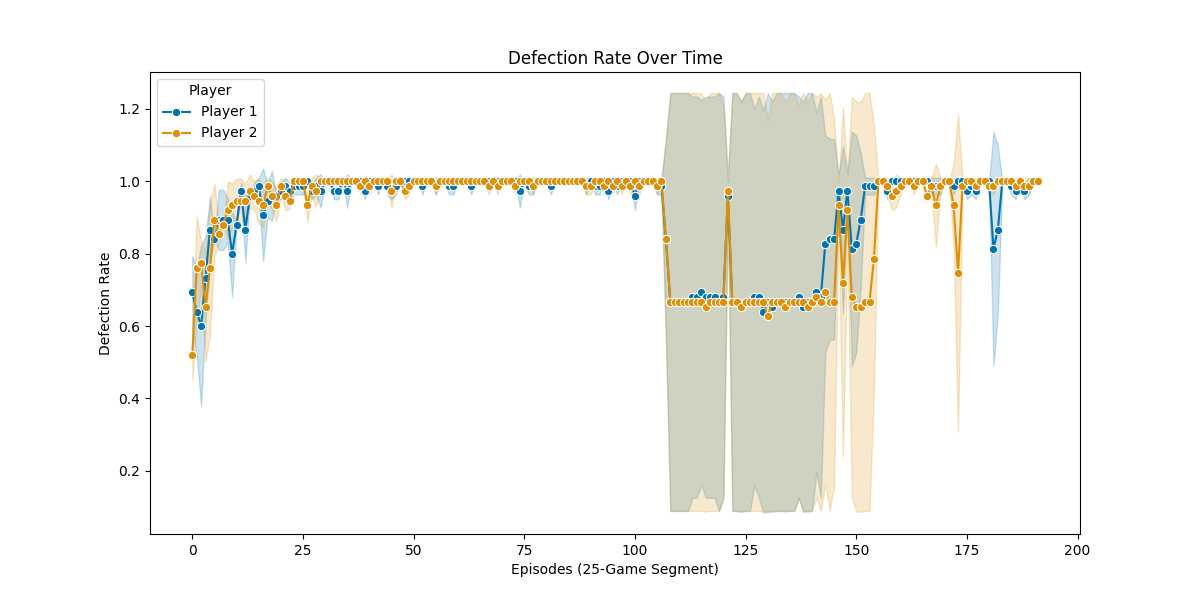 Defection Rate Over Time
Player
Player 1
Player 2
Defection Rate
1.2
1.0
0.8
0.6
0.4
0.2
0 25 50 75 100 125 150 175 200
Episodes (25-Game Segment)